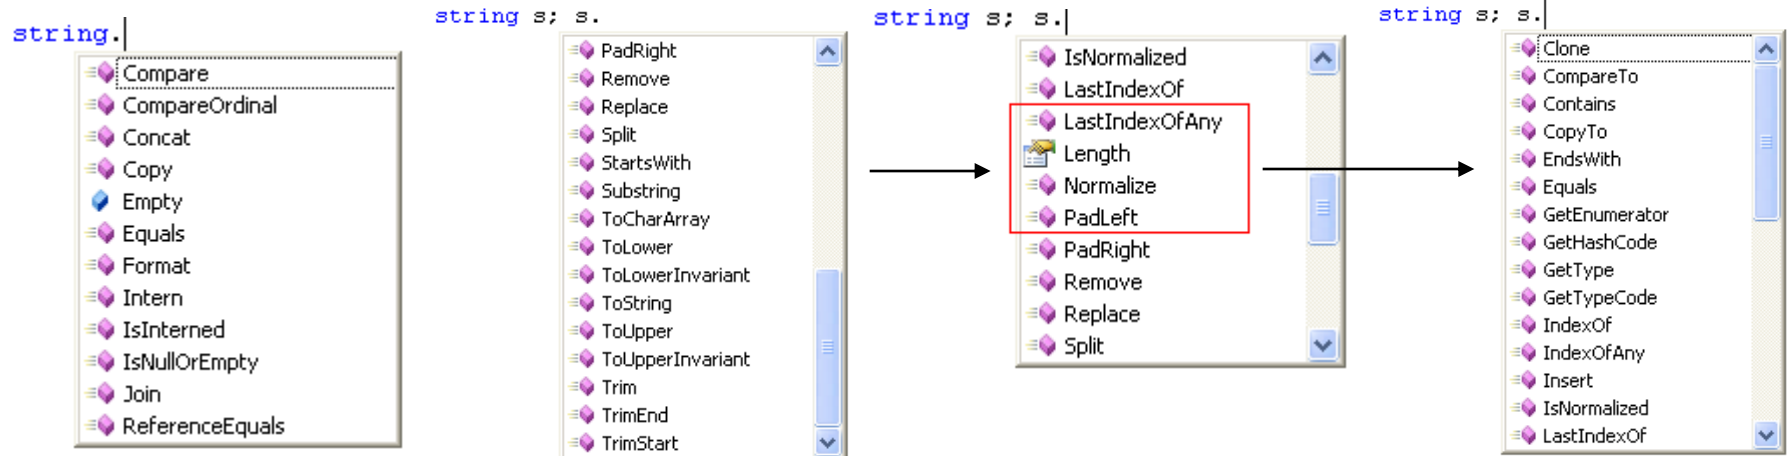 string.
Compare
CompareOrdinal
Concat
Copy
Empty
Equals
Format
Intern
IsInterned
IsNullOrEmpty
Join
ReferenceEquals
string s; s.
PadRight
Remove
Replace
Split
StartsWith
Substring
ToCharArray
ToLower
ToLowerInvariant
ToString
ToUpper
ToUpperInvariant
Trim
TrimEnd
TrimStart
string s; s.
IsNormalized
LastIndexOf
LastIndexOfAny
Length
Normalize
PadLeft
PadRight
Remove
Replace
Split
string s; s.
Clone
CompareTo
Contains
CopyTo
EndsWith
Equals
GetEnumerator
GetHashCode
GetType
GetTypeCode
IndexOf
IndexOfAny
Insert
IsNormalized
LastIndexOf